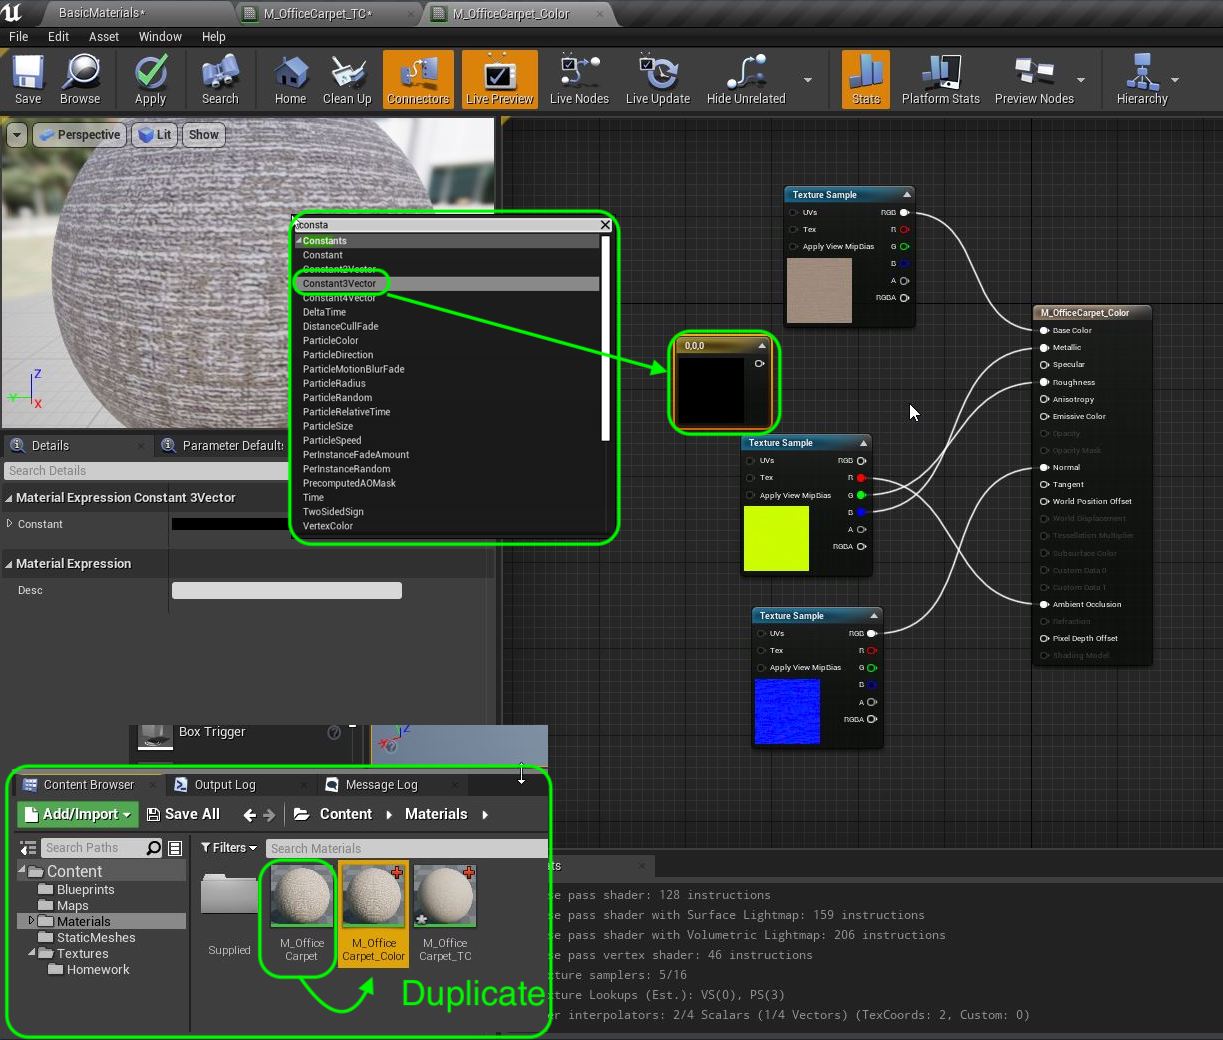 BasicMaterials*
M_OfficeCarpet_TC*
M_OfficeCarpet_Color
File Edit Asset Window Help
Save Browse Apply Search Home Clean Up Connectors Live Preview Live Nodes Live Update Hide Unrelated Stats Platform Stats Preview Nodes Hierarchy
Perspective Lit Show
Z
Y
X
consta
Constants
Constant
Constant2Vector
Constant3Vector
Constant4Vector
DeltaTime
DistanceCullFade
ParticleColor
ParticleDirection
ParticleMotionBlurFade
ParticleRadius
ParticleRandom
ParticleRelativeTime
ParticleSize
ParticleSpeed
PerInstanceFadeAmount
PerInstanceRandom
PrecomputedAOMask
Time
TwoSidedSign
VertexColor
Details
Parameter Default
Search Details
Material Expression Constant 3Vector
Constant
Material Expression
Desc
Texture Sample
UVs RGB
Tex R
Apply View MipBias G
B
A
RGBA
0,0,0
Texture Sample
UVs RGB
Tex R
Apply View MipBias G
B
A
RGBA
Texture Sample
UVs RGB
Tex R
Apply View MipBias G
B
A
RGBA
M_OfficeCarpet_Color
Base Color
Metallic
Specular
Roughness
Anisotropy
Emissive Color
Opacity
Opacity Mask
Normal
Tangent
World Position Offset
World Displacement
Tessellation Multiplier
Subsurface Color
Custom Data 0
Custom Data 1
Ambient Occlusion
Refraction
Pixel Depth Offset
Shading Model
Box Trigger
Z
X
Content Browser
Output Log
Message Log
Add/Import Save All Content Materials
Search Paths
Filters
Search Materials
Content
Blueprints
Maps
Materials
StaticMeshes
Textures
Homework
Supplied
M_Office
Carpet
M_Office
Carpet_Color
M_Office
Carpet_TC
Duplicate
ts
se pass shader: 128 instructions
se pass shader with Surface Lightmap: 159 instructions
se pass shader with Volumetric Lightmap: 206 instructions
se pass vertex shader: 46 instructions
xture samplers: 5/16
xture Lookups (Est.): VS(0), PS(3)
er interpolators: 2/4 Scalars (1/4 Vectors) (TexCoords: 2, Custom: 0)